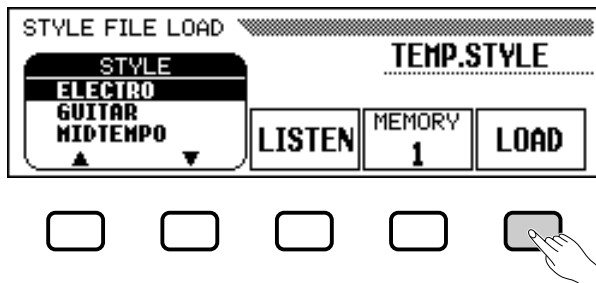 STYLE FILE LOAD
TEMP.STYLE
STYLE
ELECTRO
GUITAR
MIDTEMPO
LISTEN
MEMORY
1
LOAD